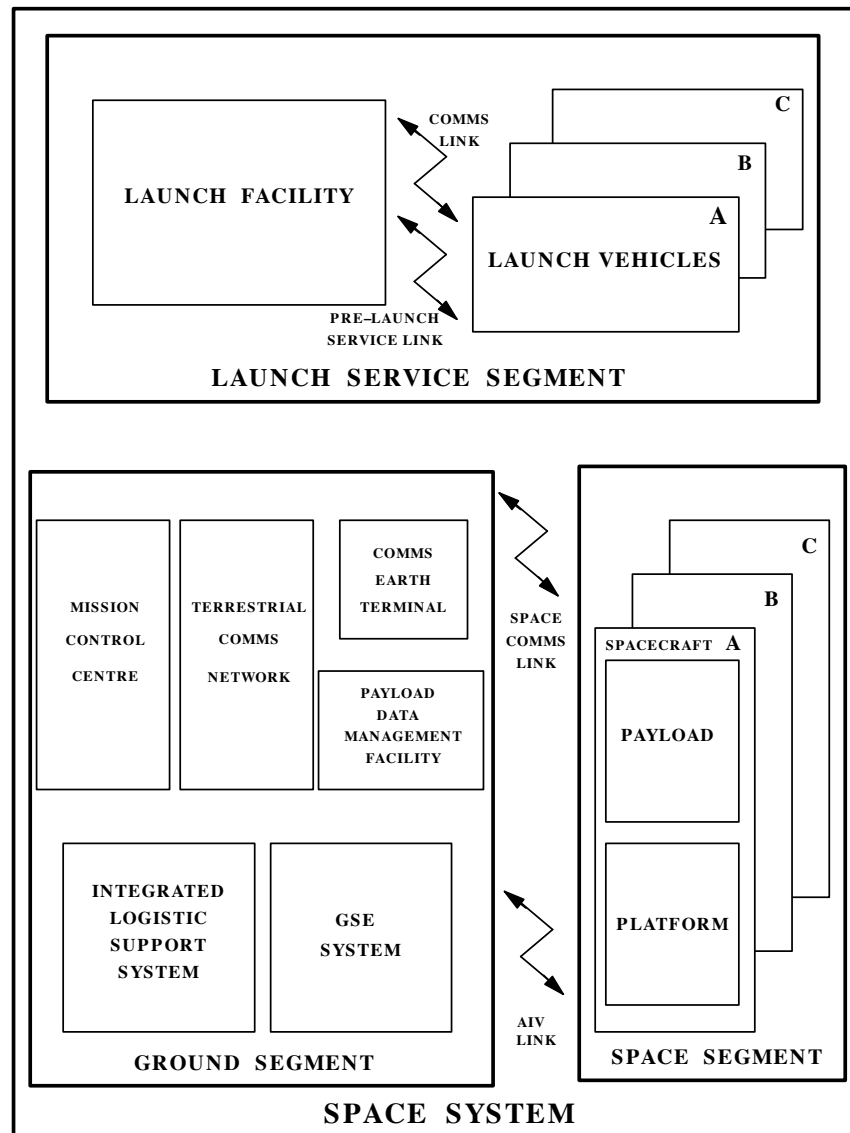 C
B
A
COMMS
LINK
LAUNCH FACILITY
LAUNCH VEHICLES
PRE–LAUNCH
SERVICE LINK
LAUNCH SERVICE SEGMENT
MISSION
CONTROL
CENTRE
TERRESTRIAL
COMMS
NETWORK
COMMS
EARTH
TERMINAL
PAYLOAD
DATA
MANAGEMENT
FACILITY
INTEGRATED
LOGISTIC
SUPPORT
SYSTEM
GSE
SYSTEM
GROUND SEGMENT
SPACE
COMMS
LINK
AIV
LINK
C
B
SPACECRAFT A
PAYLOAD
PLATFORM
SPACE SEGMENT
SPACE SYSTEM